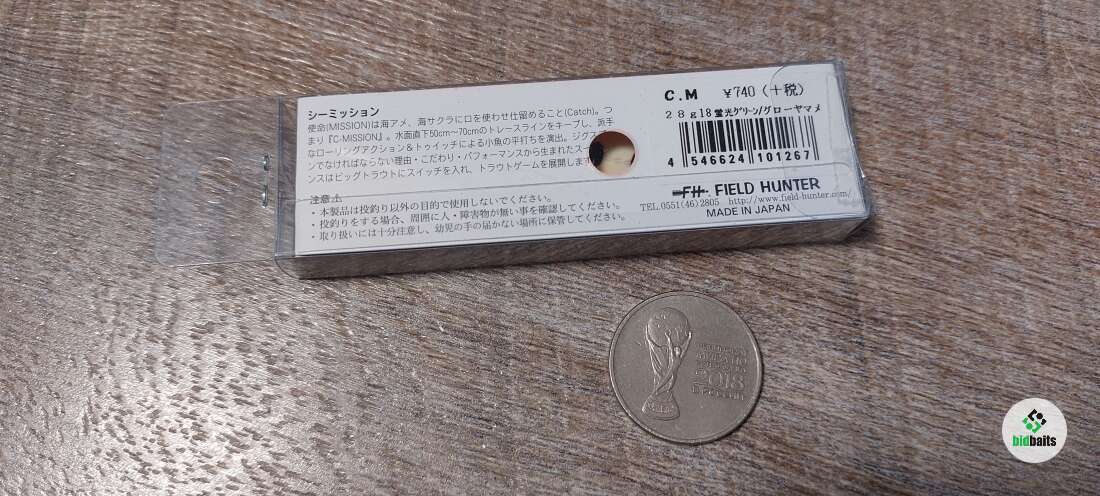 シーミッション
使命(MISSION)は海アメ、海サクラに口を使わせ仕留めること(Catch)。つ
まり『C-MISSION』。水面直下50cm〜70cmのトレースラインをキープし、派手
なローリングアクション&トゥイッチによる小魚の平打ちを演出。ジグス
ンでなければならない理由・こだわり・パフォーマンスから生まれたスー
ンスはビッグトラウトにスイッチを入れ、トラウトゲームを展開します
注意⚠
・本製品は投釣り以外の目的で使用しないでください。
・投釣りをする場合、周囲に人・障害物が無い事を確認してください。
・取り扱いには十分注意し、幼児の手の届かない場所に保管してください。
C.M ¥740(+税)
28g18蛍光グリーン/グローヤマメ
4 546624 101267
FH FIELD HUNTER
TEL.0551(46)2805 http://www.field-hunter.com/
MADE IN JAPAN
2018
bidbaits